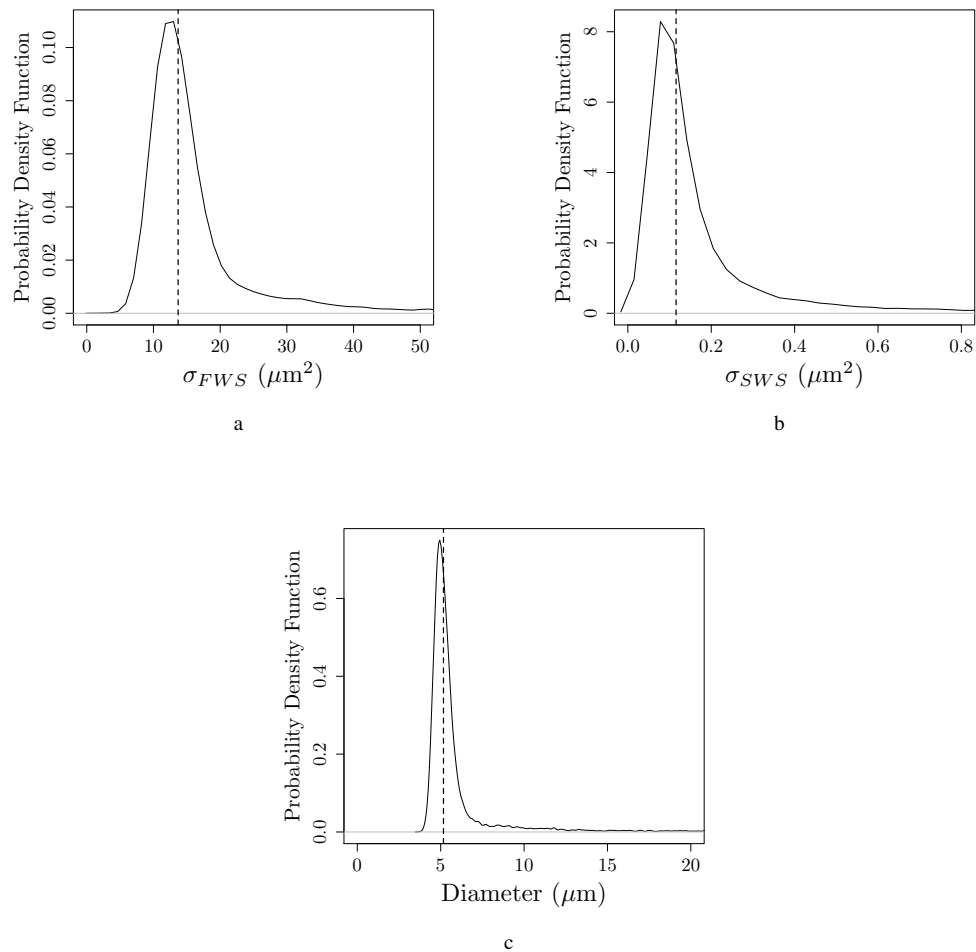 Probability Density Function
0.00 0.02 0.04 0.06 0.08 0.10
0 10 20 30 40 50
σFWS (μm²)
a
Probability Density Function
0 2 4 6 8
0.0 0.2 0.4 0.6 0.8
σSWS (μm²)
b
Probability Density Function
0.0 0.2 0.4 0.6
0 5 10 15 20
Diameter (μm)
c